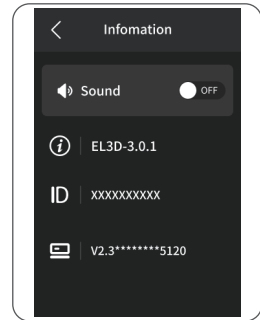 Infomation
Sound OFF
EL3D-3.0.1
ID XXXXXXXXXX
V2.3********5120